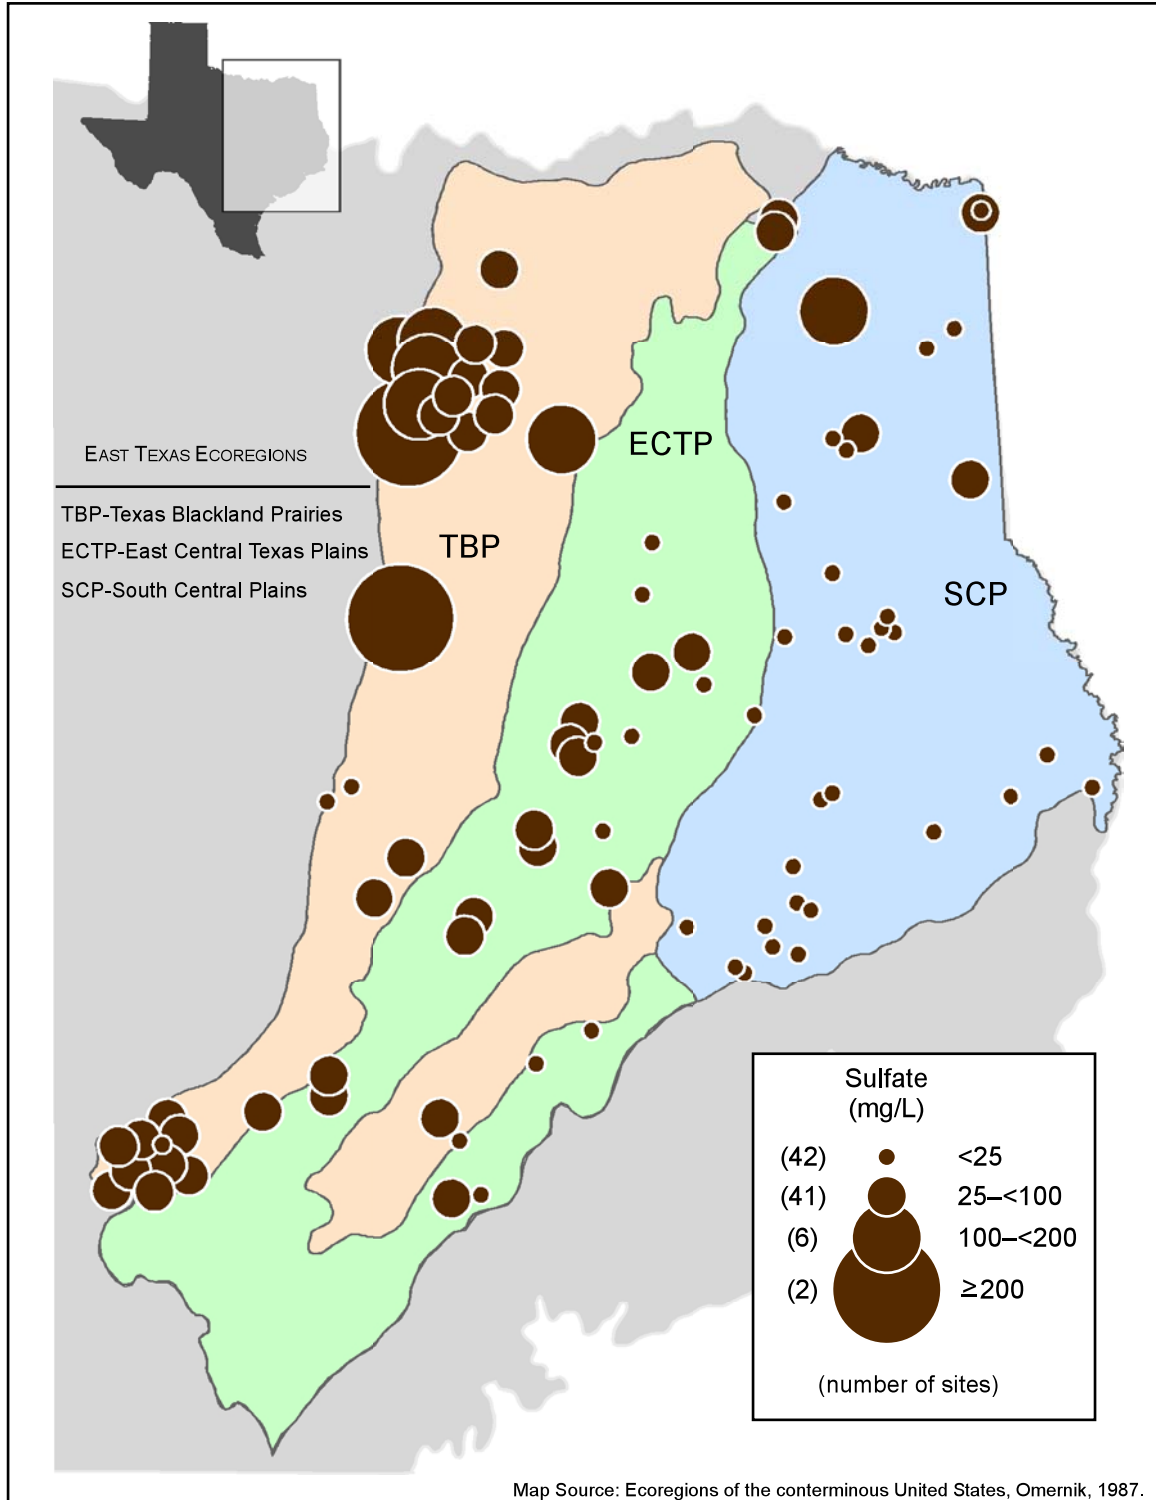 ECTP
EAST TEXAS ECOREGIONS
TBP-Texas Blackland Prairies
ECTP-East Central Texas Plains
SCP-South Central Plains
TBP
SCP
Sulfate
(mg/L)
(42) <25
(41) 25–<100
(6) 100–<200
(2) ≥200
(number of sites)
Map Source: Ecoregions of the conterminous United States, Omernik, 1987.